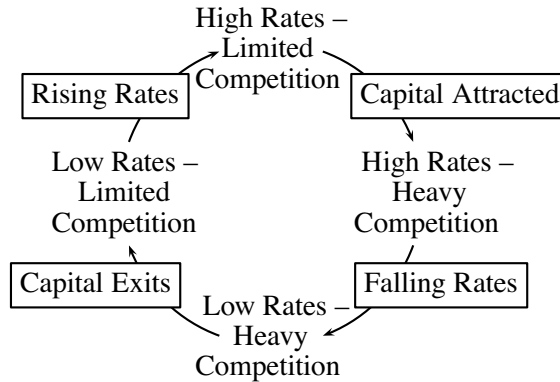 High Rates –
Limited
Competition
Capital Attracted
High Rates –
Heavy
Competition
Falling Rates
Low Rates –
Heavy
Competition
Capital Exits
Low Rates –
Limited
Competition
Rising Rates